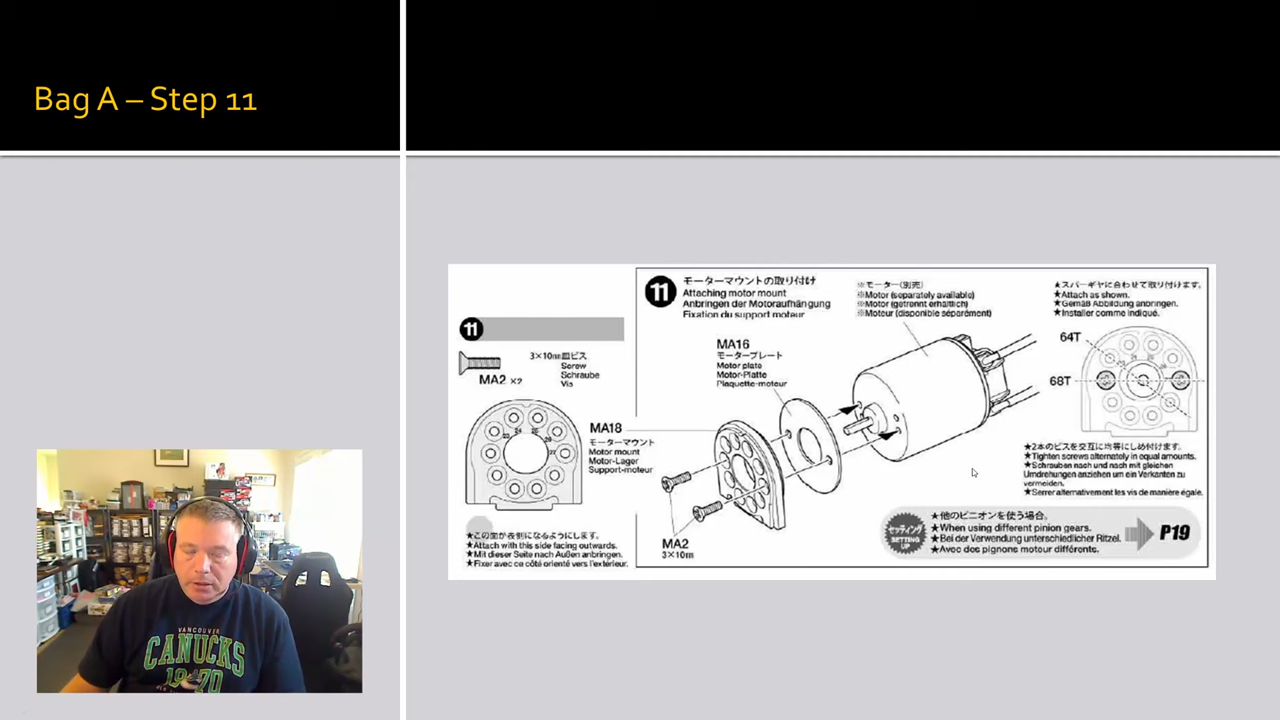 Bag A – Step 11
11
3×10㎜皿ビス
Screw
Schraube
Vis
MA2 ×2
MA18
モーターマウント
Motor mount
Motor-Lager
Support-moteur
★この面が表側になるようにします。
★Attach with this side facing outwards.
★Mit dieser Seite nach Außen anbringen.
★Fixer avec ce côté orienté vers l'extérieur.
11
モーターマウントの取り付け
Attaching motor mount
Anbringen der Motoraufhängung
Fixation du support moteur
MA16
モータープレート
Motor plate
Motor-Platte
Plaquette-moteur
MA2
3×10㎜
※モーター(別売)
※Motor (separately available)
※Motor (getrennt erhältlich)
※Moteur (disponible séparément)
★スパーギヤに合わせて取り付けます。
★Attach as shown.
★Gemäß Abbildung anbringen.
★Installer comme indiqué.
64T
68T
★2本のビスを交互に均等にしめ付けます。
★Tighten screws alternately in equal amounts.
★Schrauben nach und nach mit gleichen
Umdrehungen anziehen um ein Verkanten zu
vermeiden.
★Serrer alternativement les vis de manière égale.
セッティング
SETTING
UP
★他のピニオンを使う場合。
★When using different pinion gears.
★Bei der Verwendung unterschiedlicher Ritzel.
★Avec des pignons moteur différents.
P19
VANCOUVER
CANUCKS
1970